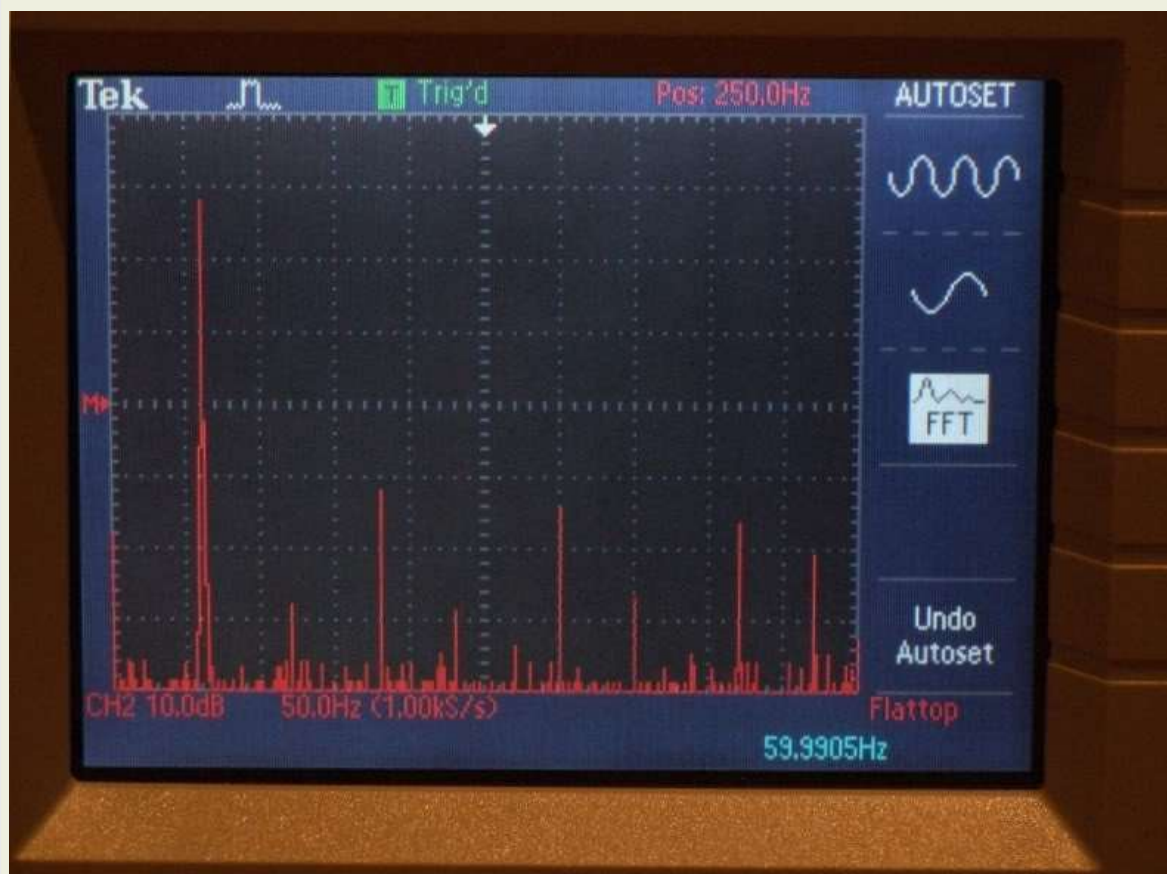 Tek T Trig'd Pos: 250.0Hz AUTOSET
M
FFT
Undo
Autoset
CH2 10.0dB 50.0Hz (1.00kS/s) Flattop
59.9905Hz